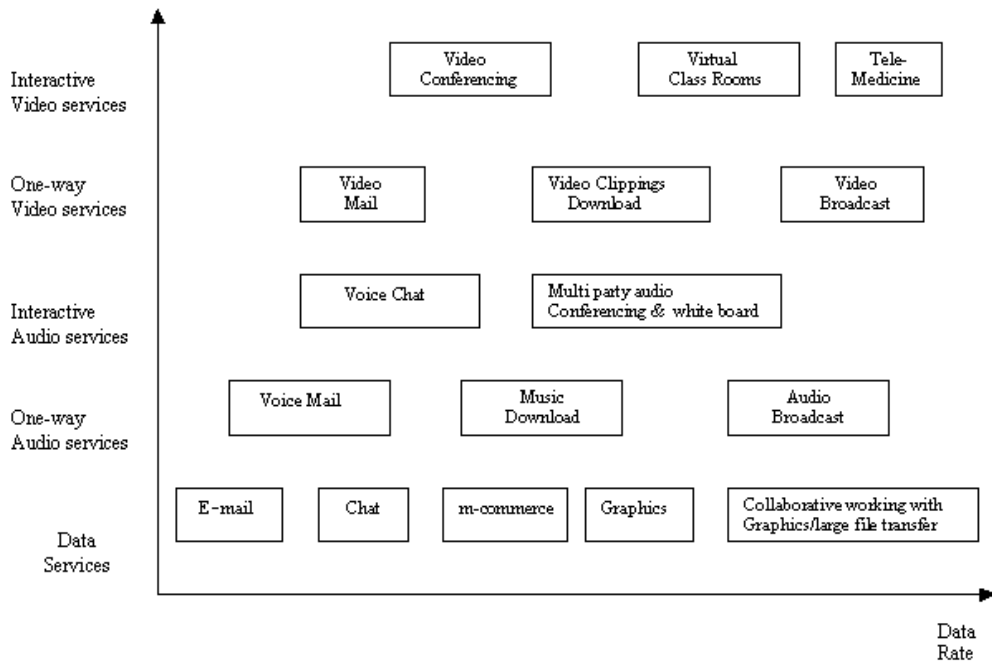 Interactive
Video services
Video
Conferencing
Virtual
Class Rooms
Tele-
Medicine
One-way
Video services
Video
Mail
Video Clippings
Download
Video
Broadcast
Interactive
Audio services
Voice Chat
Multi party audio
Conferencing & white board
One-way
Audio services
Voice Mail
Music
Download
Audio
Broadcast
Data
Services
E-mail
Chat
m-commerce
Graphics
Collaborative working with
Graphics/large file transfer
Data
Rate